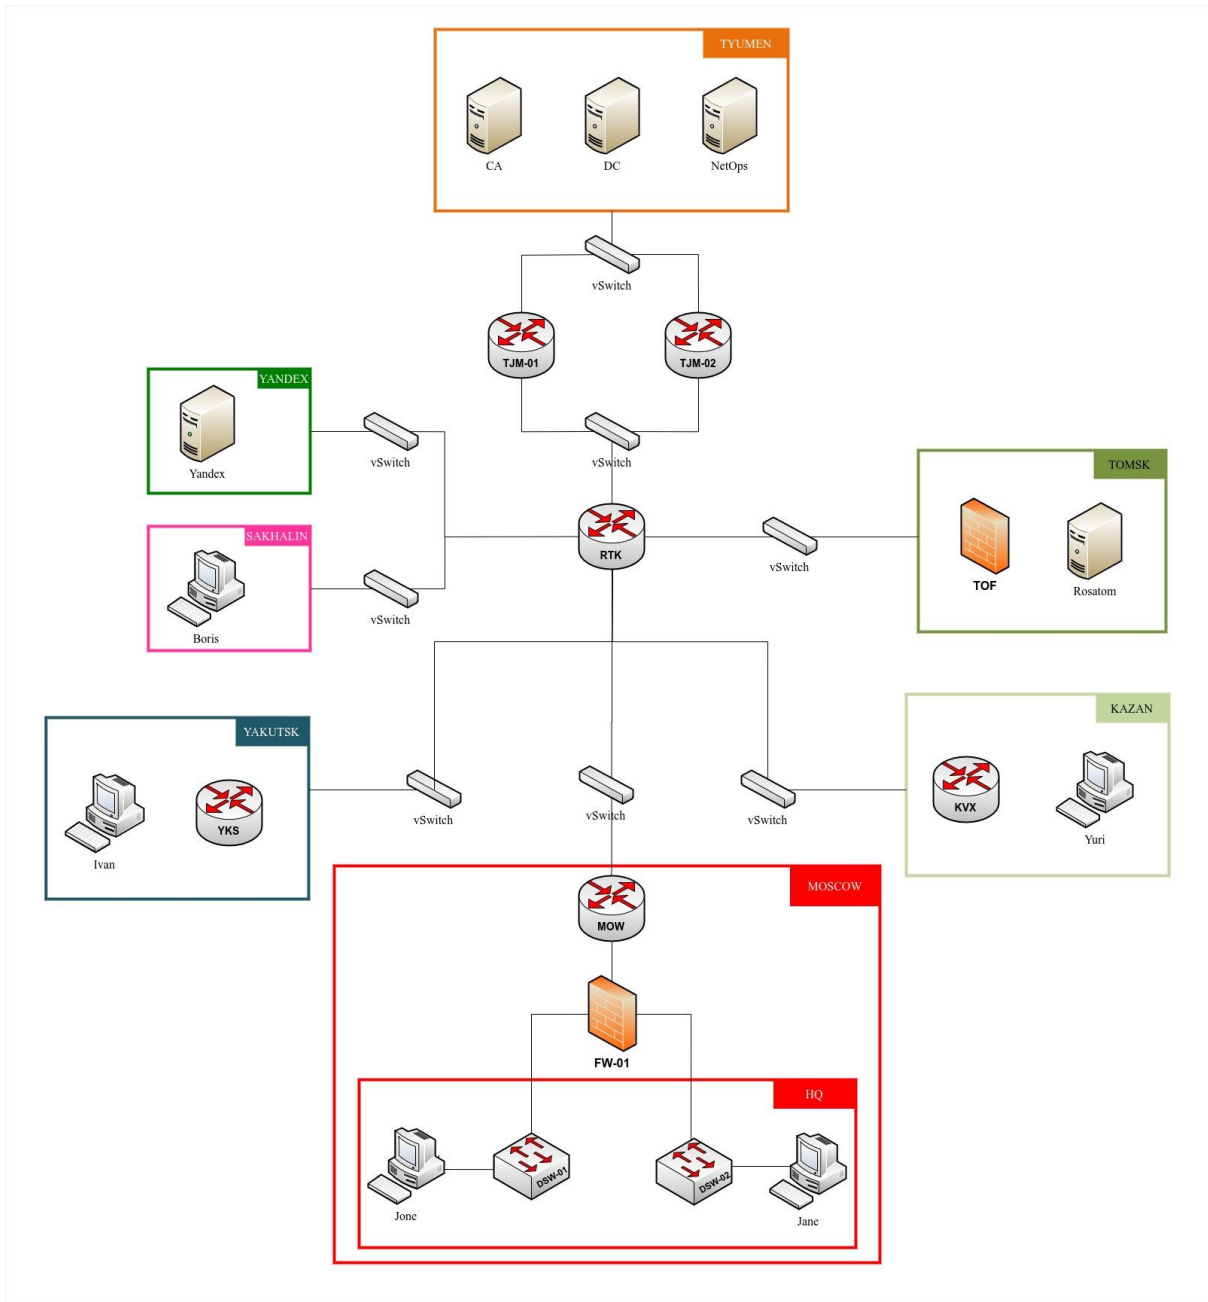 TYUMEN
CA
DC
NetOps
vSwitch
TJM-01
TJM-02
YANDEX
Yandex
vSwitch
vSwitch
TOMSK
SAKHALIN
RTK
vSwitch
TOF
Rosatom
Boris
vSwitch
YAKUTSK
KAZAN
Ivan
YKS
vSwitch
vSwitch
vSwitch
KVX
Yuri
MOSCOW
MOW
FW-01
HQ
Jone
DSW-01
DSW-02
Jane